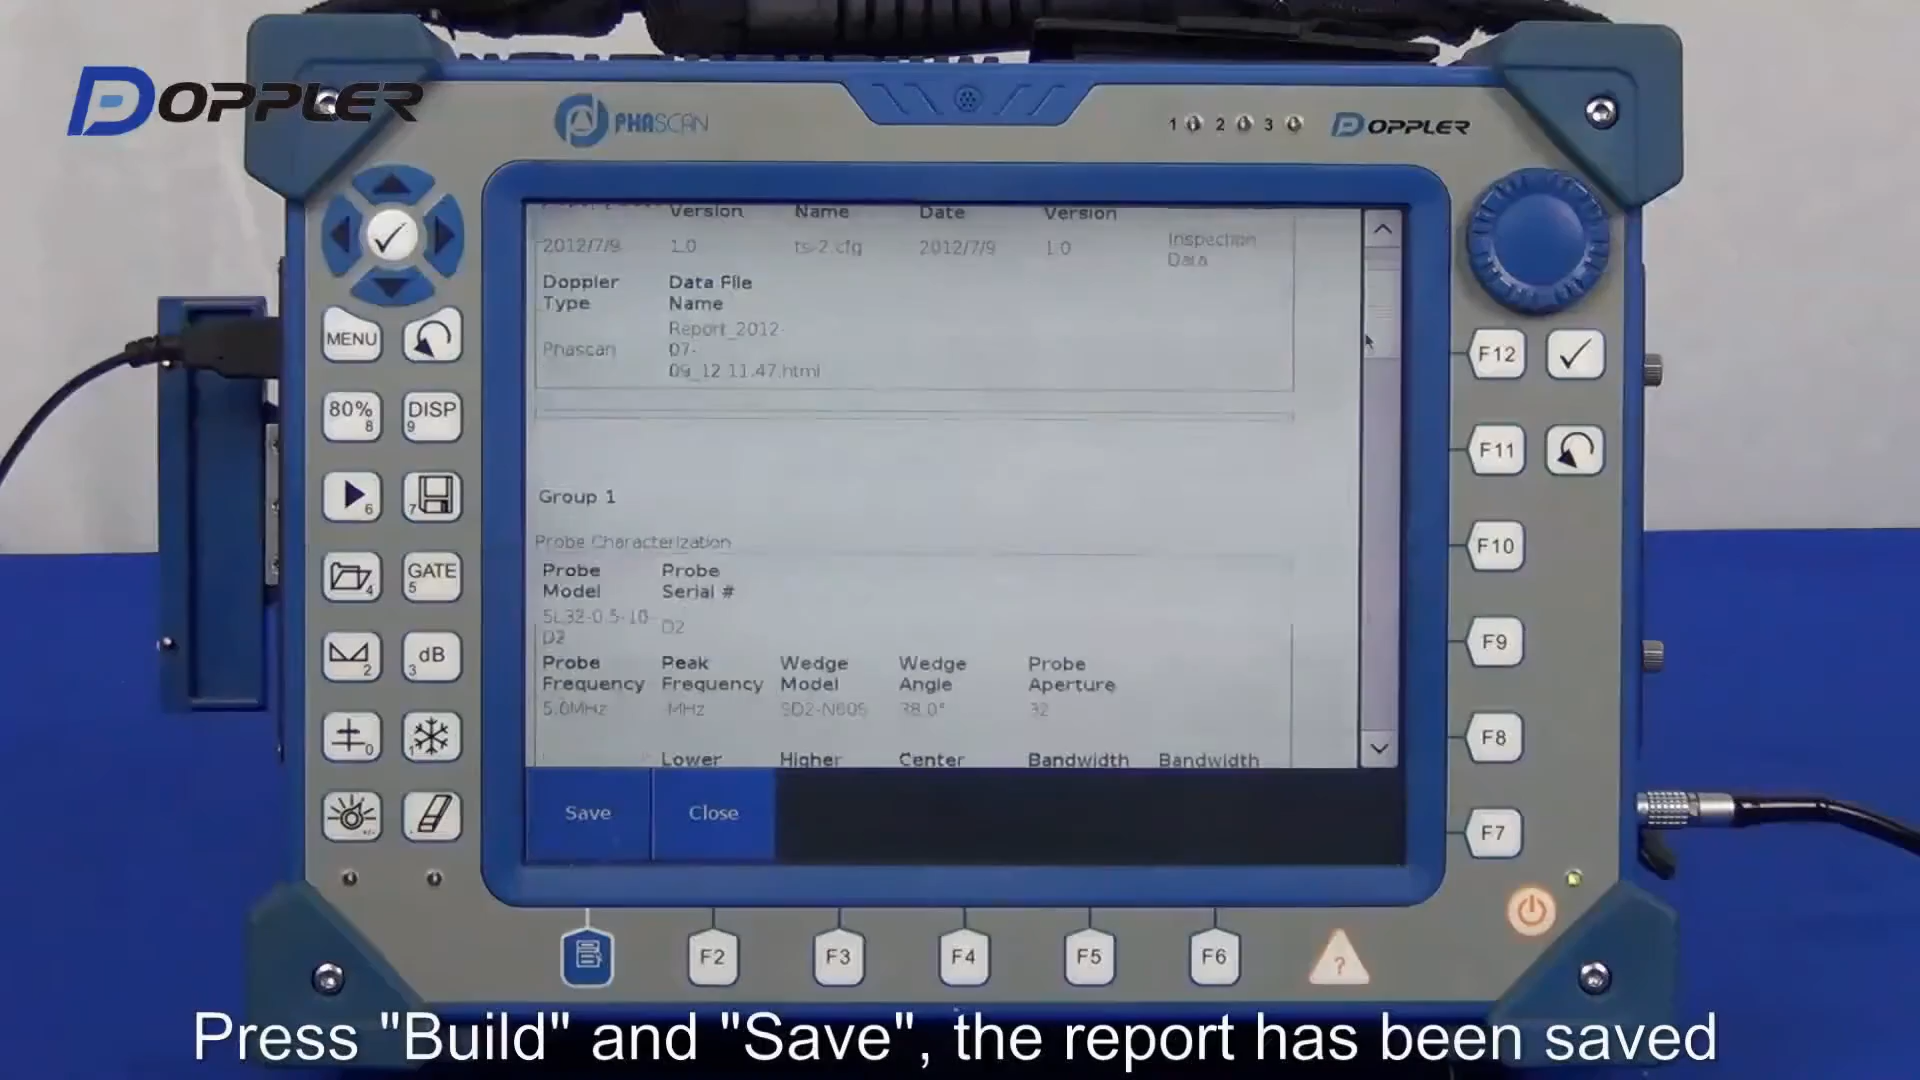 DOPPLER
PHASCAN
1 2 3
DOPPLER
Version Name Date Version
2012/7/9 1.0 ts-2.cfg 2012/7/9 1.0 Inspection
Data
Doppler Data File
Type Name
Report_2012-
Phascan 07-
09_12.11.47.html
Group 1
Probe Characterization
Probe Probe
Model Serial #
5L32-0.5-10-
D2 D2
Probe Peak Wedge Wedge Probe
Frequency Frequency Model Angle Aperture
5.0MHz MHz SD2-N60S 38.0° 32
Lower Higher Center Bandwidth Bandwidth
Save Close
MENU
80% 8
DISP 9
6
7
4
GATE 5
2
dB 3
0
1
F12
F11
F10
F9
F8
F7
F2 F3 F4 F5 F6 ?
Press "Build" and "Save", the report has been saved